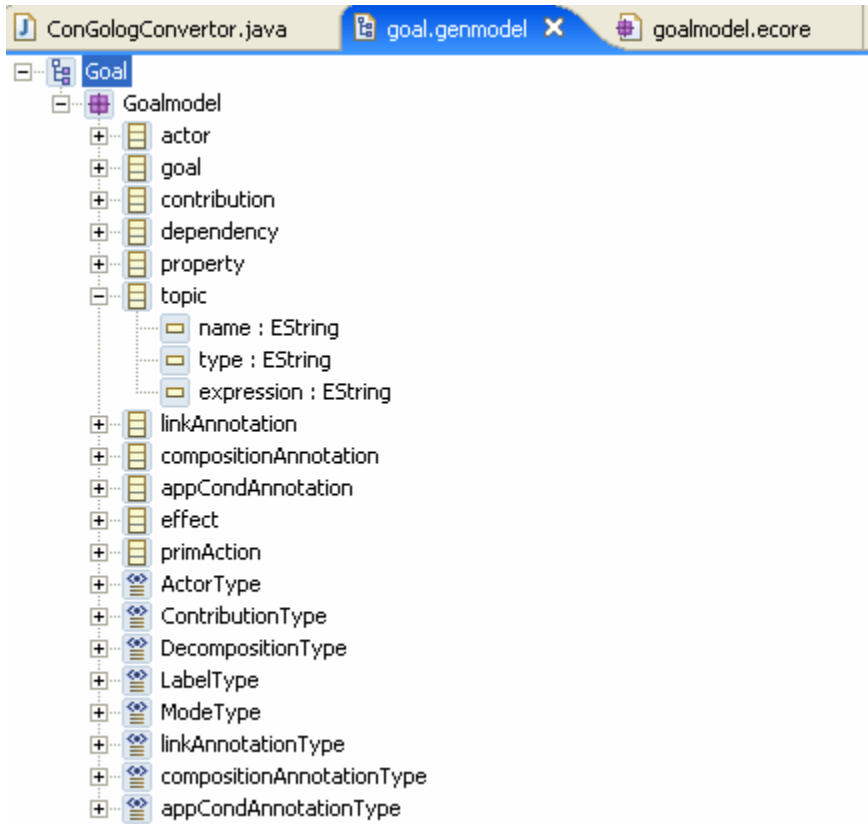 ConGologConvertor.java goal.genmodel goalmodel.ecore
Goal
Goalmodel
actor
goal
contribution
dependency
property
topic
name : EString
type : EString
expression : EString
linkAnnotation
compositionAnnotation
appCondAnnotation
effect
primAction
ActorType
ContributionType
DecompositionType
LabelType
ModeType
linkAnnotationType
compositionAnnotationType
appCondAnnotationType